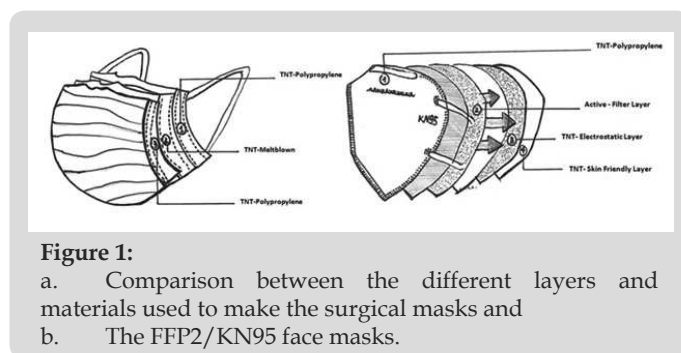 TNT-Polypropylene
TNT-Meltblown
TNT-Polypropylene
KN95
TNT-Polypropylene
Active - Filter Layer
TNT- Electrostatic Layer
TNT- Skin Friendly Layer
Figure 1:
a. Comparison between the different layers and
materials used to make the surgical masks and
b. The FFP2/KN95 face masks.